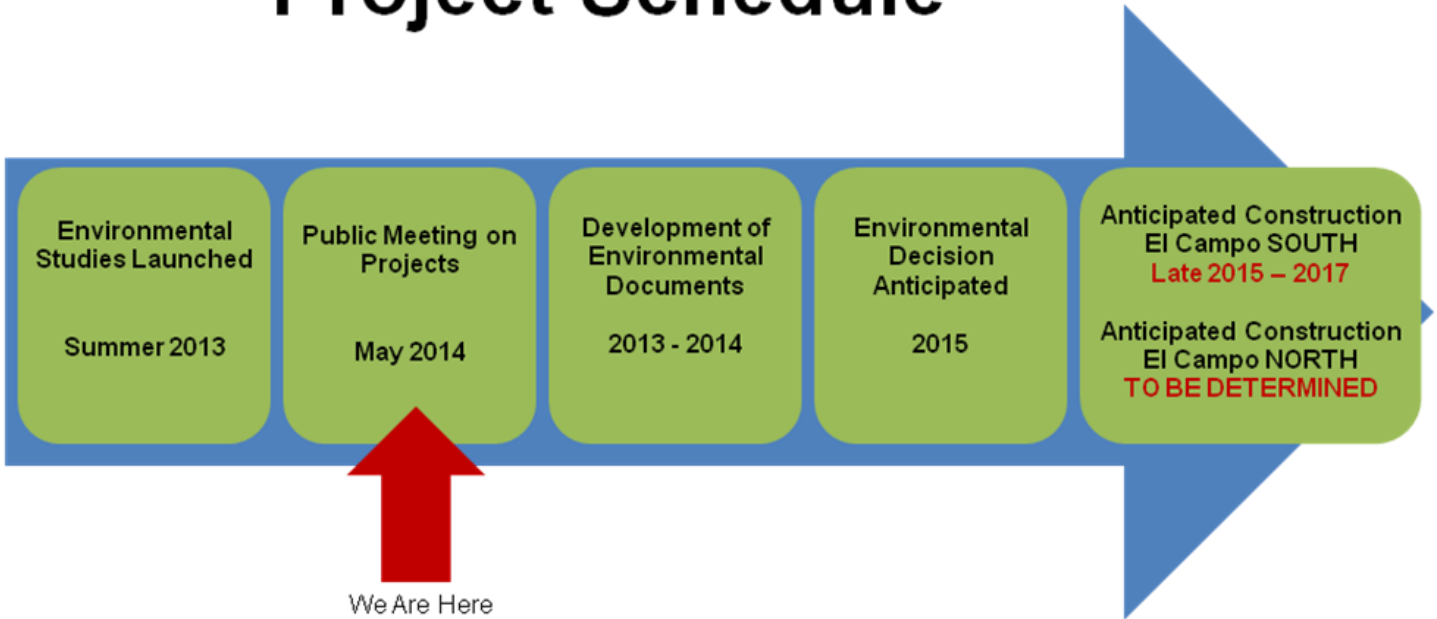 Project Schedule
Environmental
Studies Launched
Summer 2013
Public Meeting on
Projects
May 2014
Development of
Environmental
Documents
2013 - 2014
Environmental
Decision
Anticipated
2015
Anticipated Construction
El Campo SOUTH
Late 2015 – 2017
Anticipated Construction
El Campo NORTH
TO BE DETERMINED
We Are Here